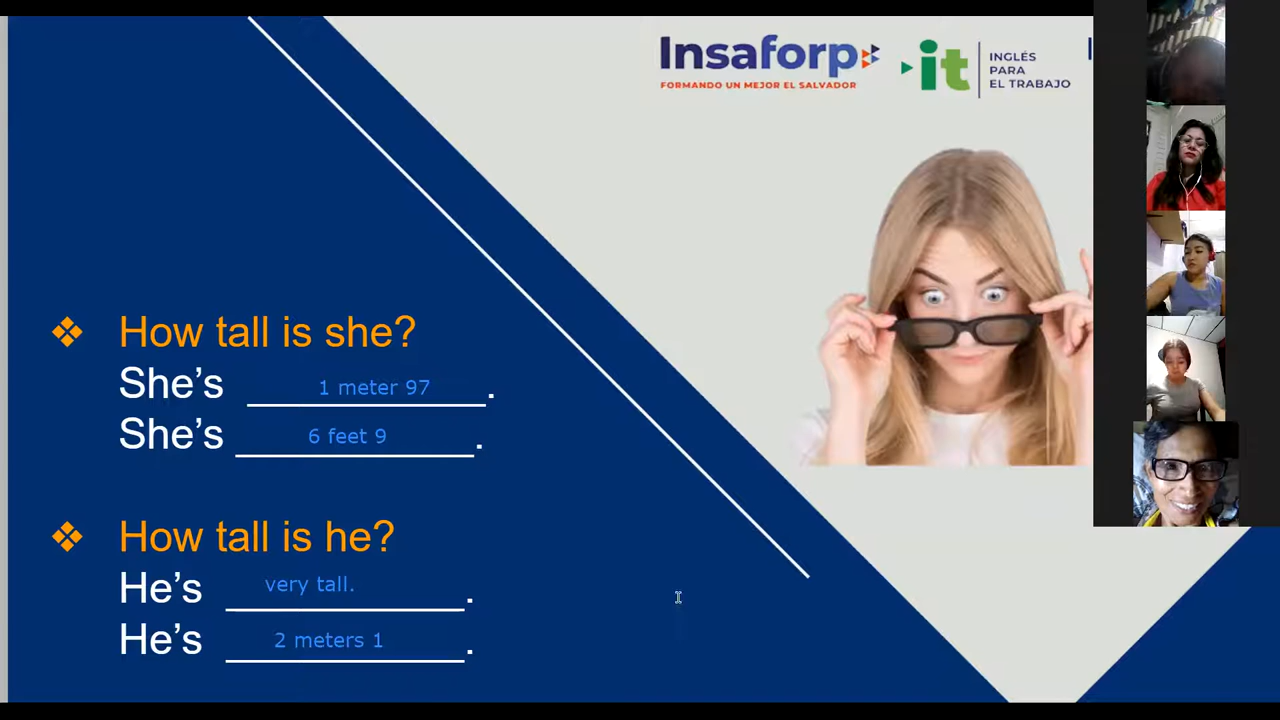 Insaforp
FORMANDO UN MEJOR EL SALVADOR
it
INGLÉS
PARA
EL TRABAJO
❖ How tall is she?
She’s 1 meter 97.
She’s 6 feet 9.
❖ How tall is he?
He’s very tall..
He’s 2 meters 1.